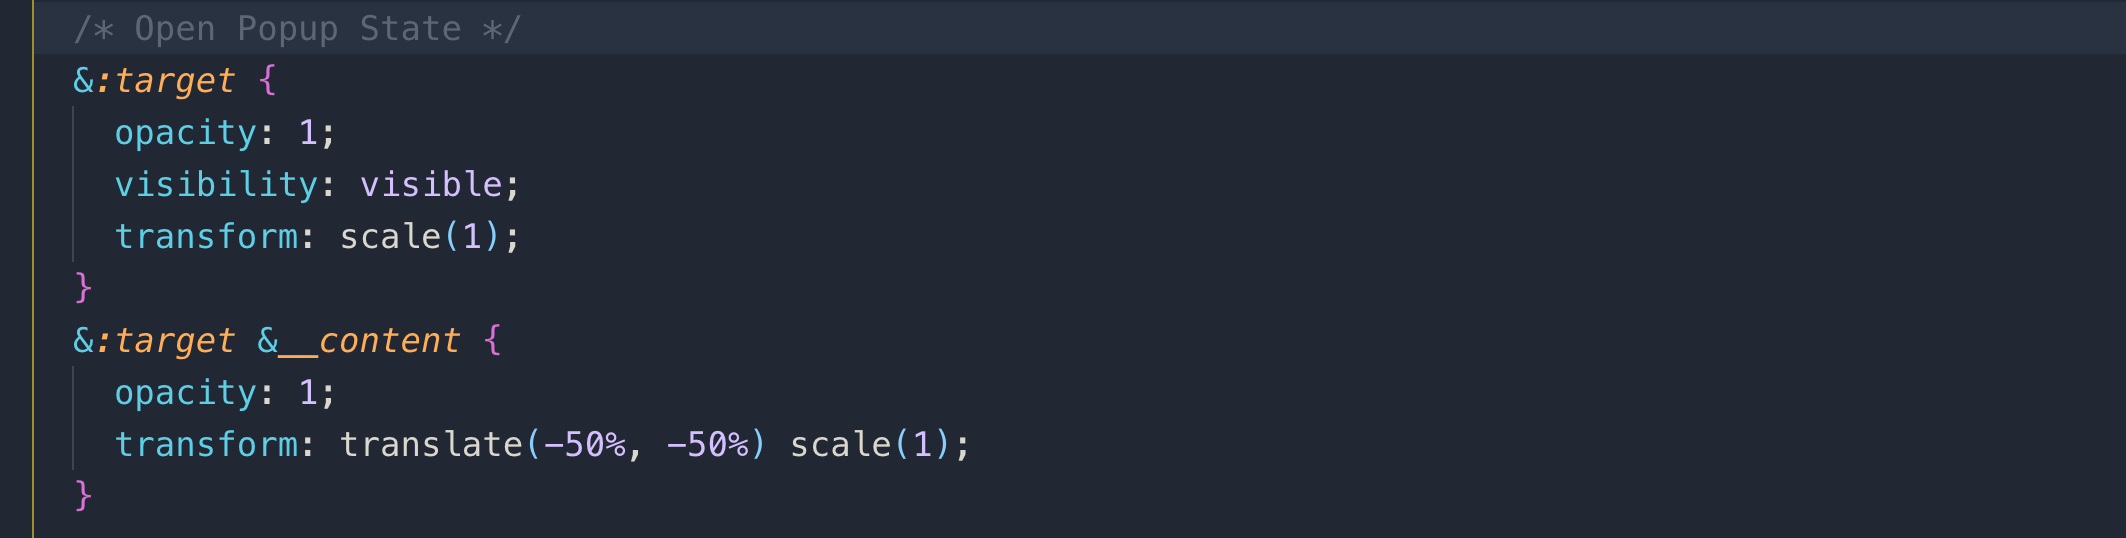 /* Open Popup State */
&:target {
opacity: 1;
visibility: visible;
transform: scale(1);
}
&:target &__content {
opacity: 1;
transform: translate(-50%, -50%) scale(1);
}